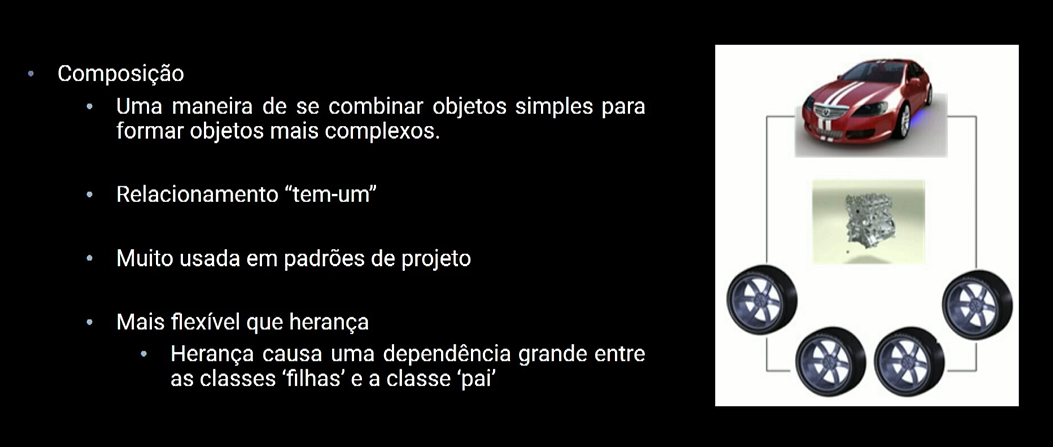 • Composição
• Uma maneira de se combinar objetos simples para
formar objetos mais complexos.
• Relacionamento “tem-um”
• Muito usada em padrões de projeto
• Mais flexível que herança
• Herança causa uma dependência grande entre
as classes ‘filhas’ e a classe ‘pai’